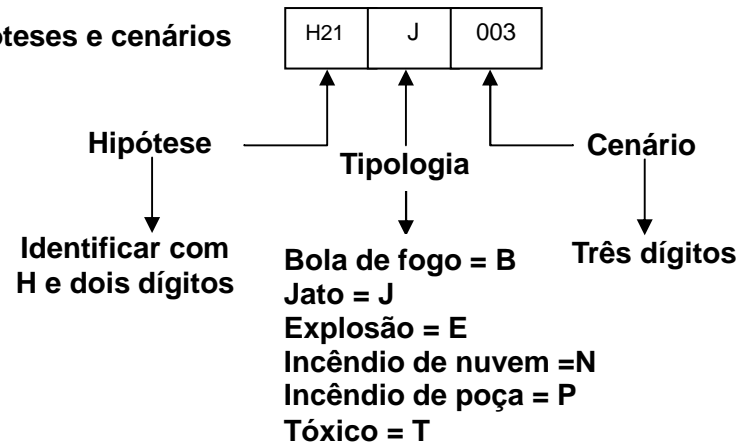 óteses e cenários
H21 J 003
Hipótese
Tipologia
Cenário
Identificar com
H e dois dígitos
Três dígitos
Bola de fogo = B
Jato = J
Explosão = E
Incêndio de nuvem =N
Incêndio de poça = P
Tóxico = T